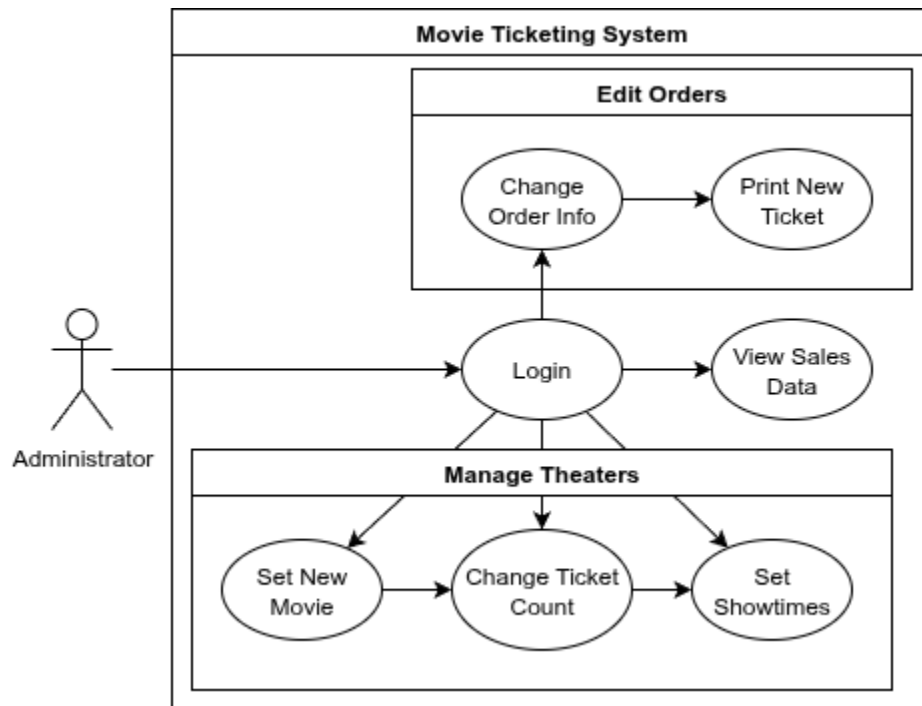 Movie Ticketing System
Edit Orders
Change
Order Info
Print New
Ticket
Login
View Sales
Data
Administrator
Manage Theaters
Set New
Movie
Change Ticket
Count
Set
Showtimes